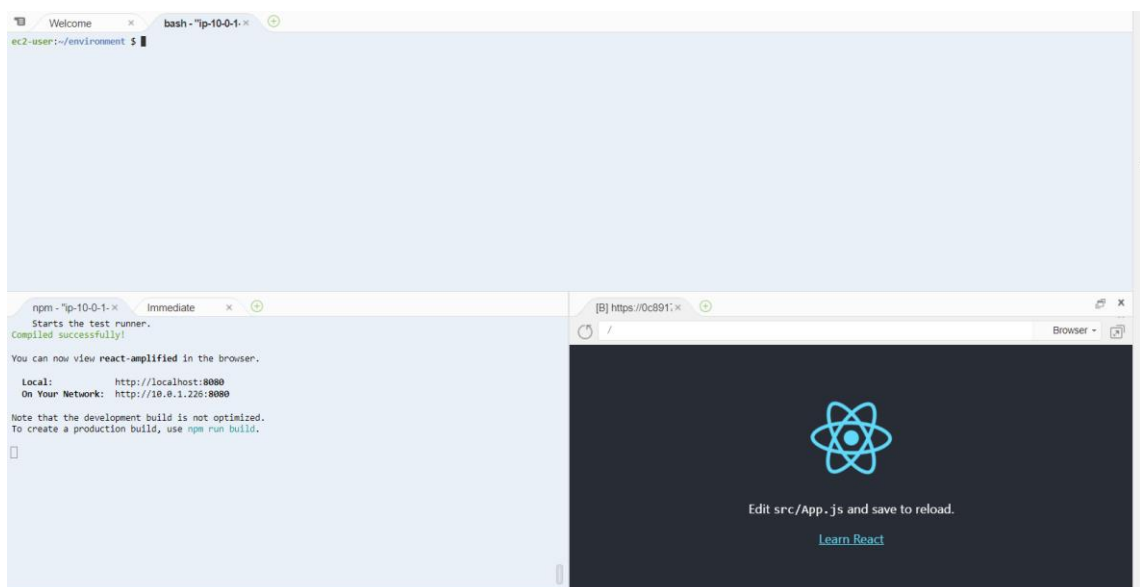 Welcome
bash - "ip-10-0-1-
ec2-user:~/environment $
npm - "ip-10-0-1-
Immediate
Starts the test runner.
Compiled successfully!
You can now view react-amplified in the browser.
Local: http://localhost:8080
On Your Network: http://10.0.1.226:8080
Note that the development build is not optimized.
To create a production build, use npm run build.
[B] https://0c891
/
Browser
Edit src/App.js and save to reload.
Learn React